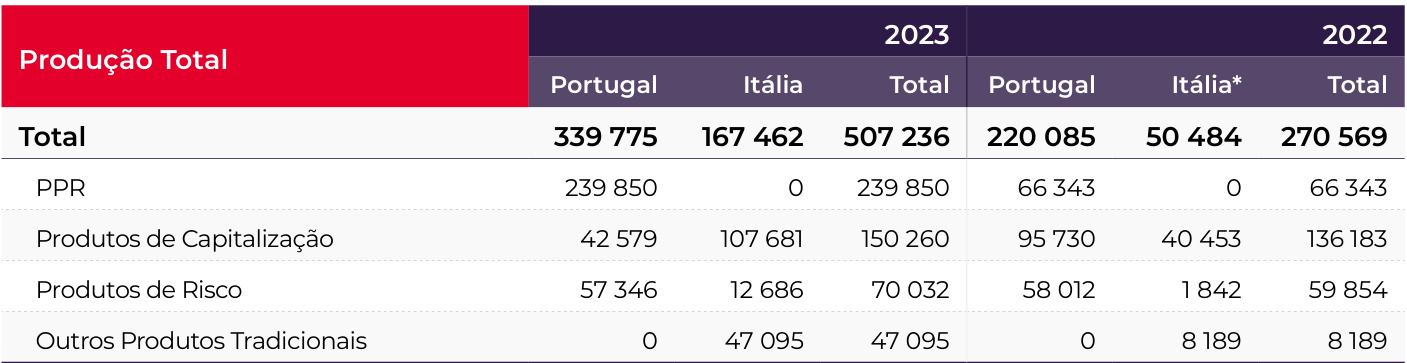 Produção Total 2023 2022
Portugal Itália Total Portugal Itália* Total
Total 339 775 167 462 507 236 220 085 50 484 270 569
PPR 239 850 0 239 850 66 343 0 66 343
Produtos de Capitalização 42 579 107 681 150 260 95 730 40 453 136 183
Produtos de Risco 57 346 12 686 70 032 58 012 1 842 59 854
Outros Produtos Tradicionais 0 47 095 47 095 0 8 189 8 189